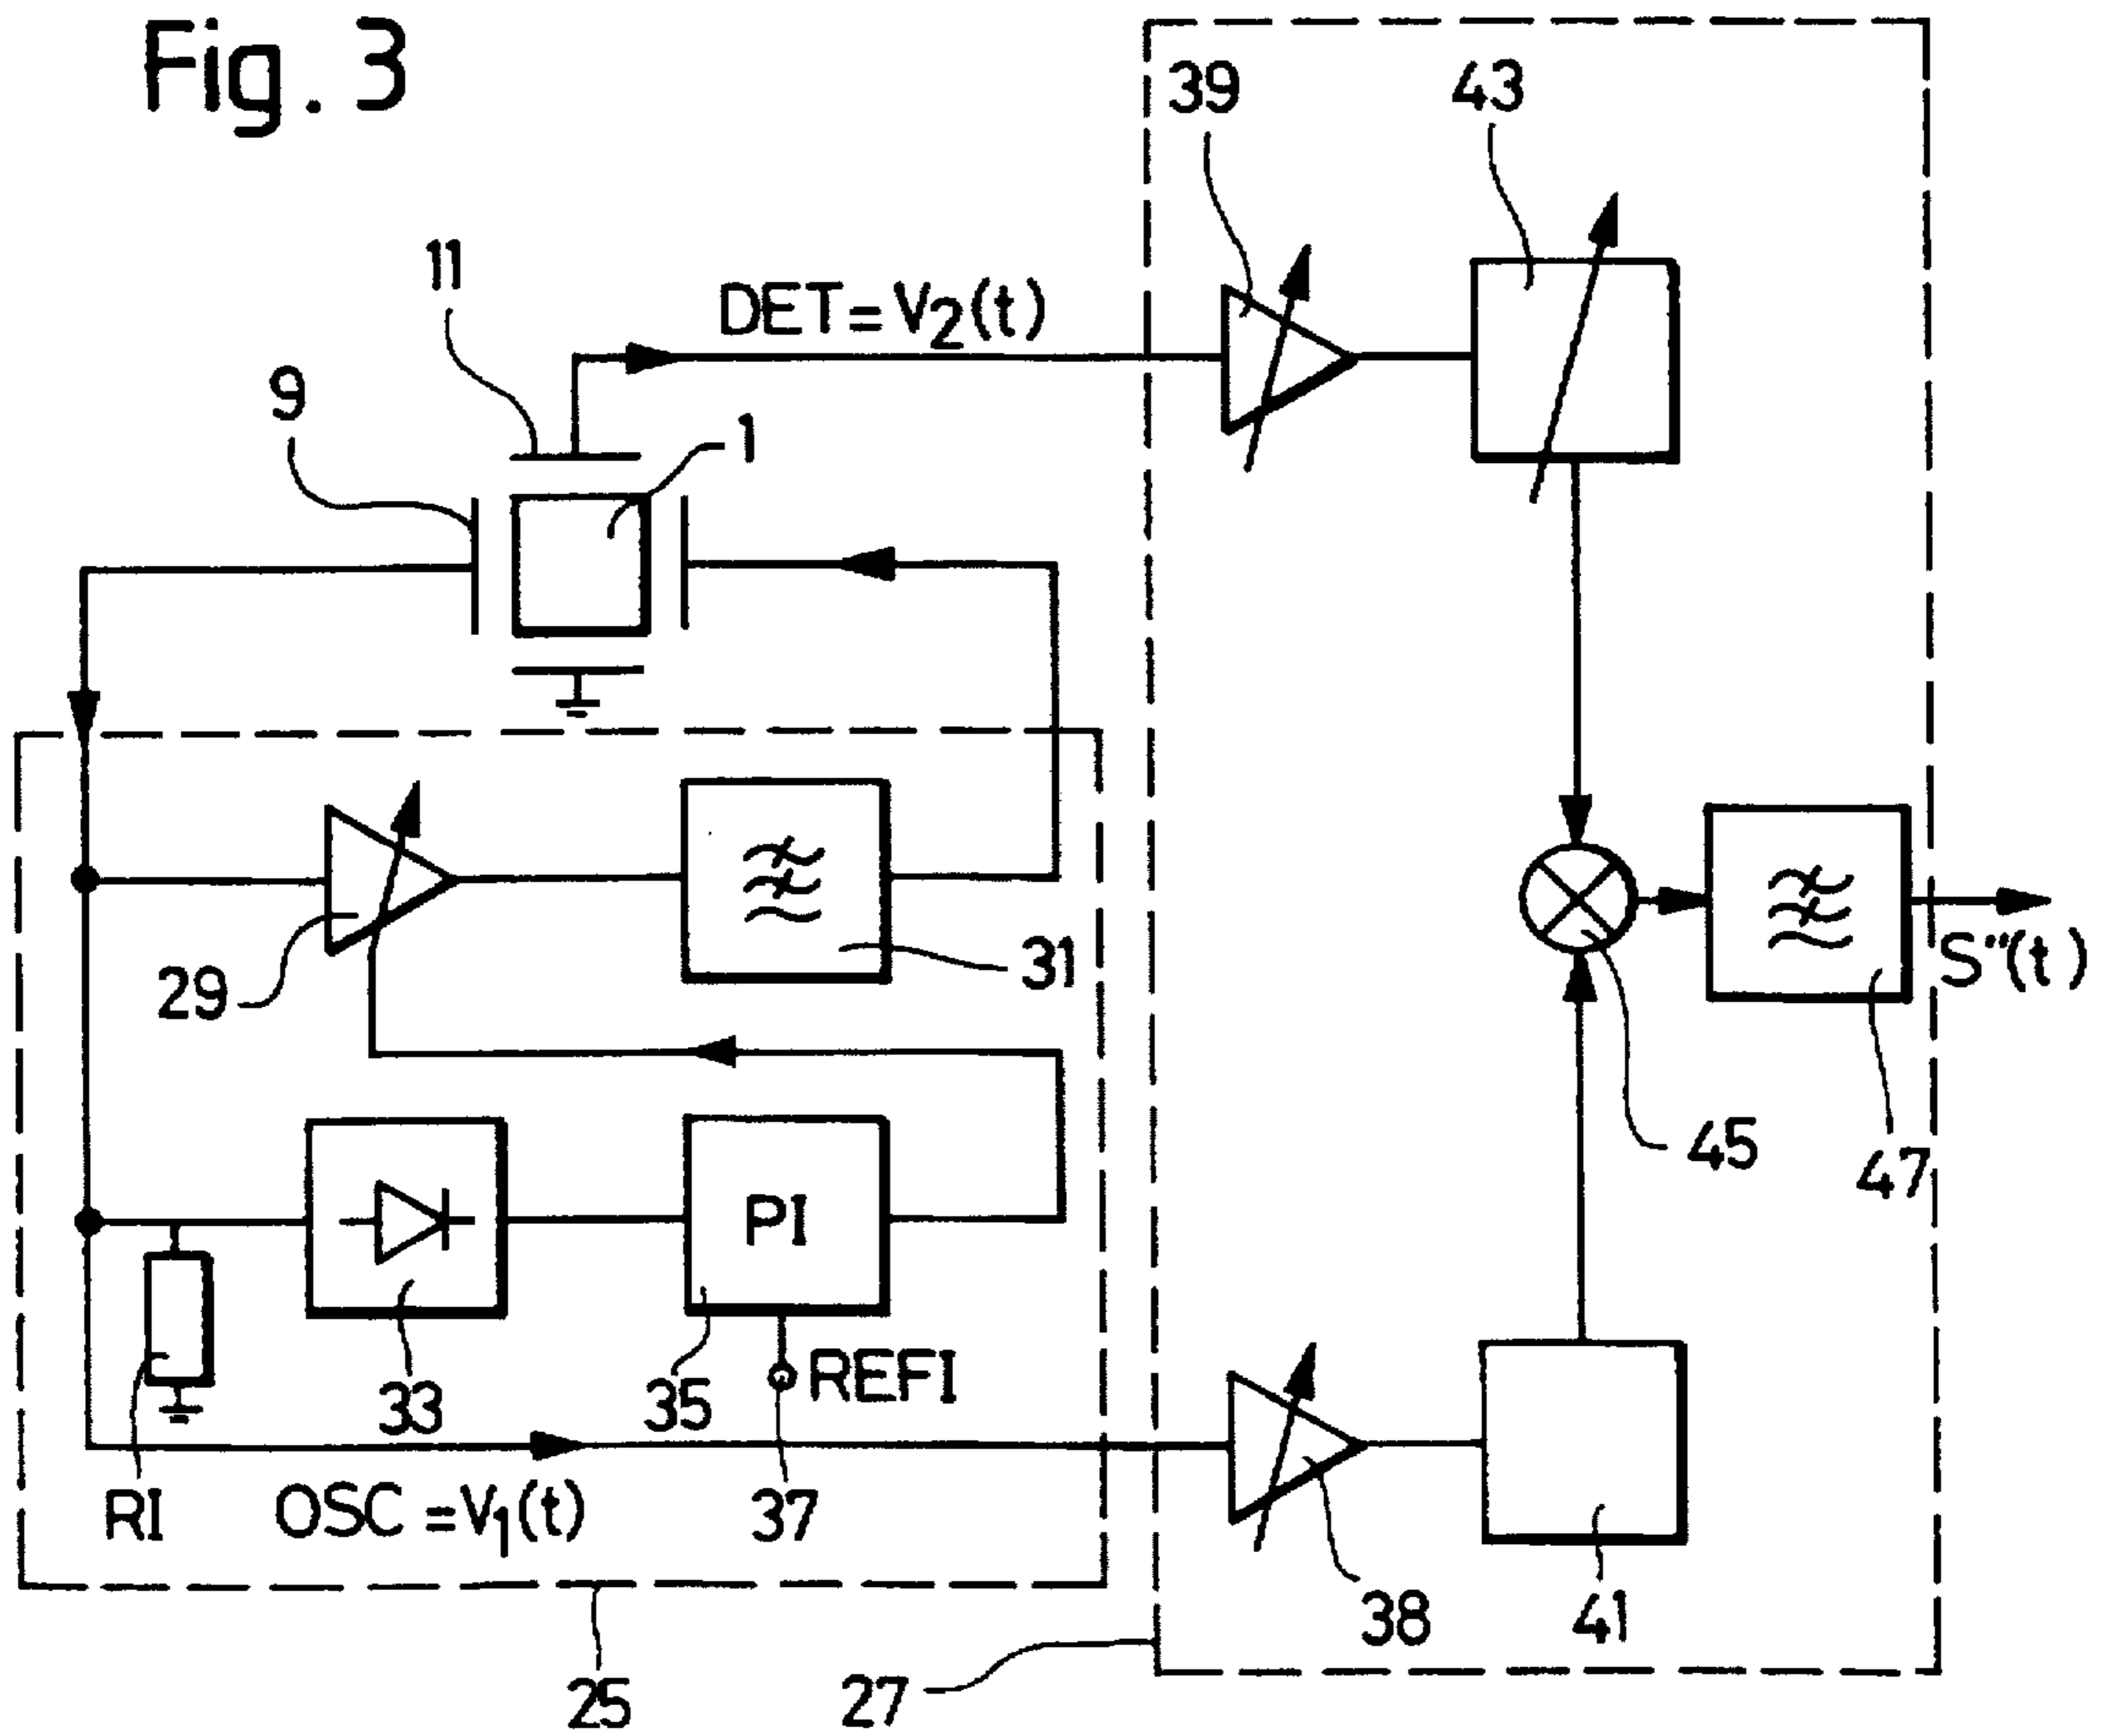 Fig. 3
39
43
11
DET=V₂(t)
9
1
29
31
S"(t)
45
47
PI
33
35
REFI
RI
OSC=V₁(t)
37
38
41
25
27